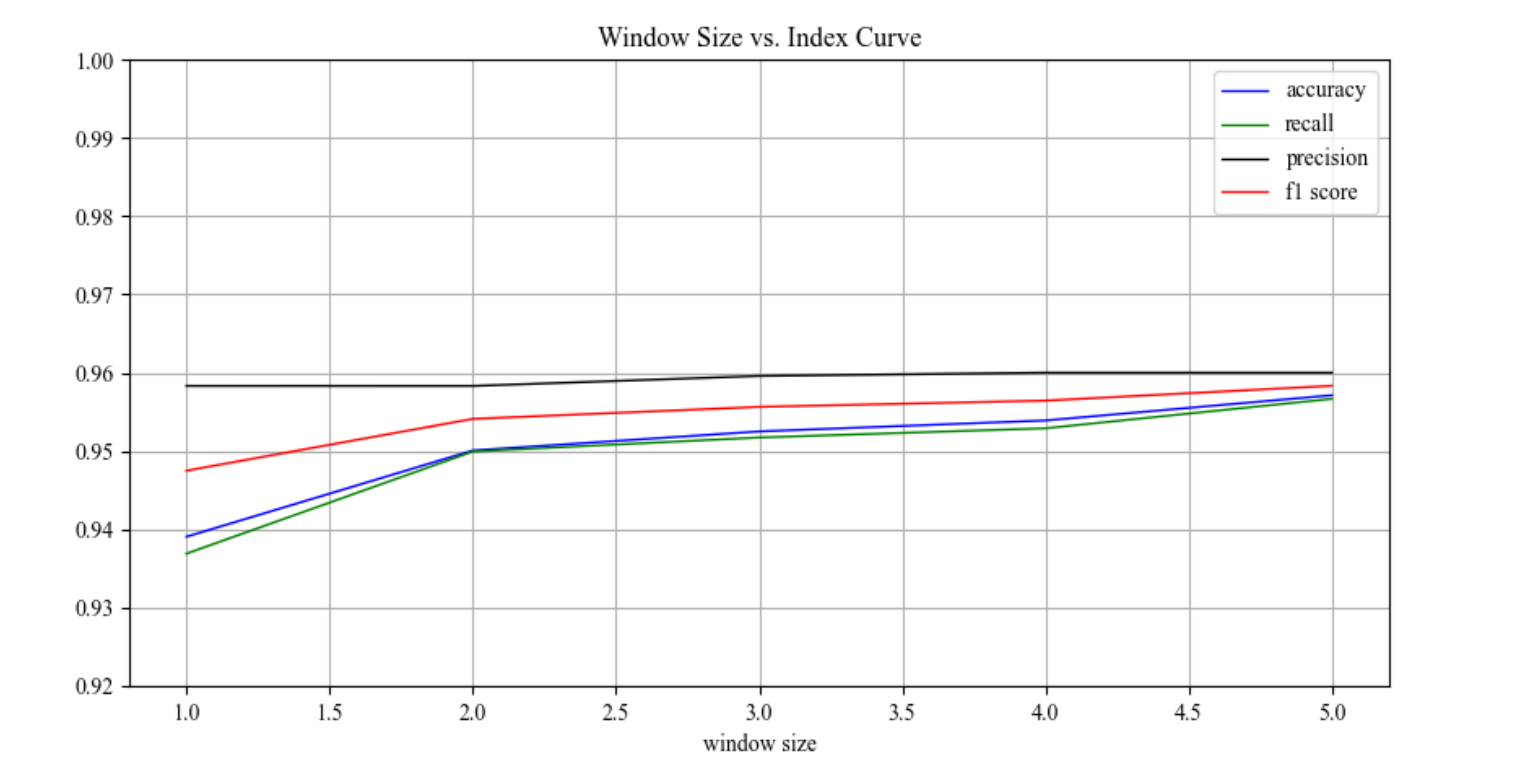 Window Size vs. Index Curve
1.00
0.99
0.98
0.97
0.96
0.95
0.94
0.93
0.92
accuracy
recall
precision
f1 score
1.0 1.5 2.0 2.5 3.0 3.5 4.0 4.5 5.0
window size